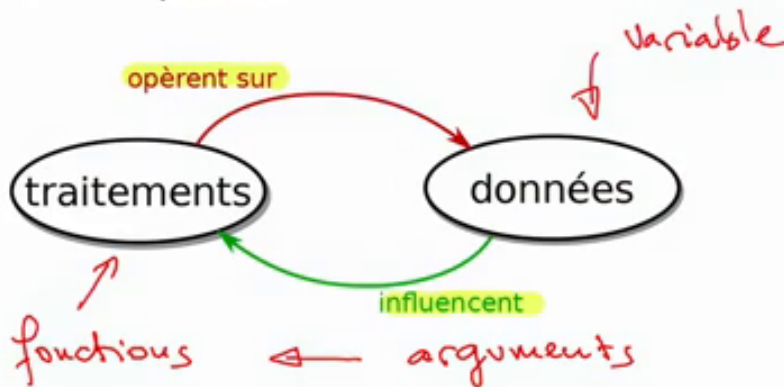 variable
opèrent sur
traitements
données
influencent
fonctions
arguments